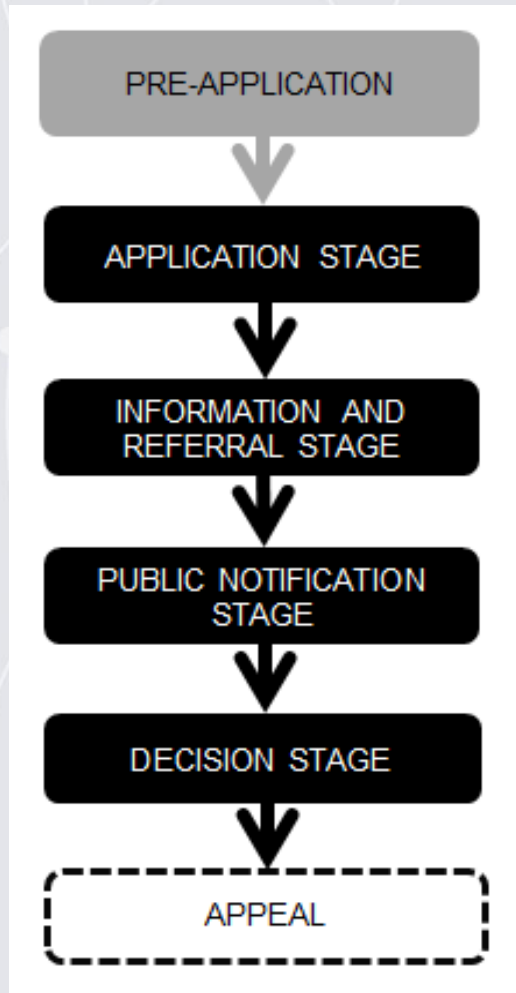 PRE-APPLICATION
APPLICATION STAGE
INFORMATION AND
REFERRAL STAGE
PUBLIC NOTIFICATION
STAGE
DECISION STAGE
APPEAL